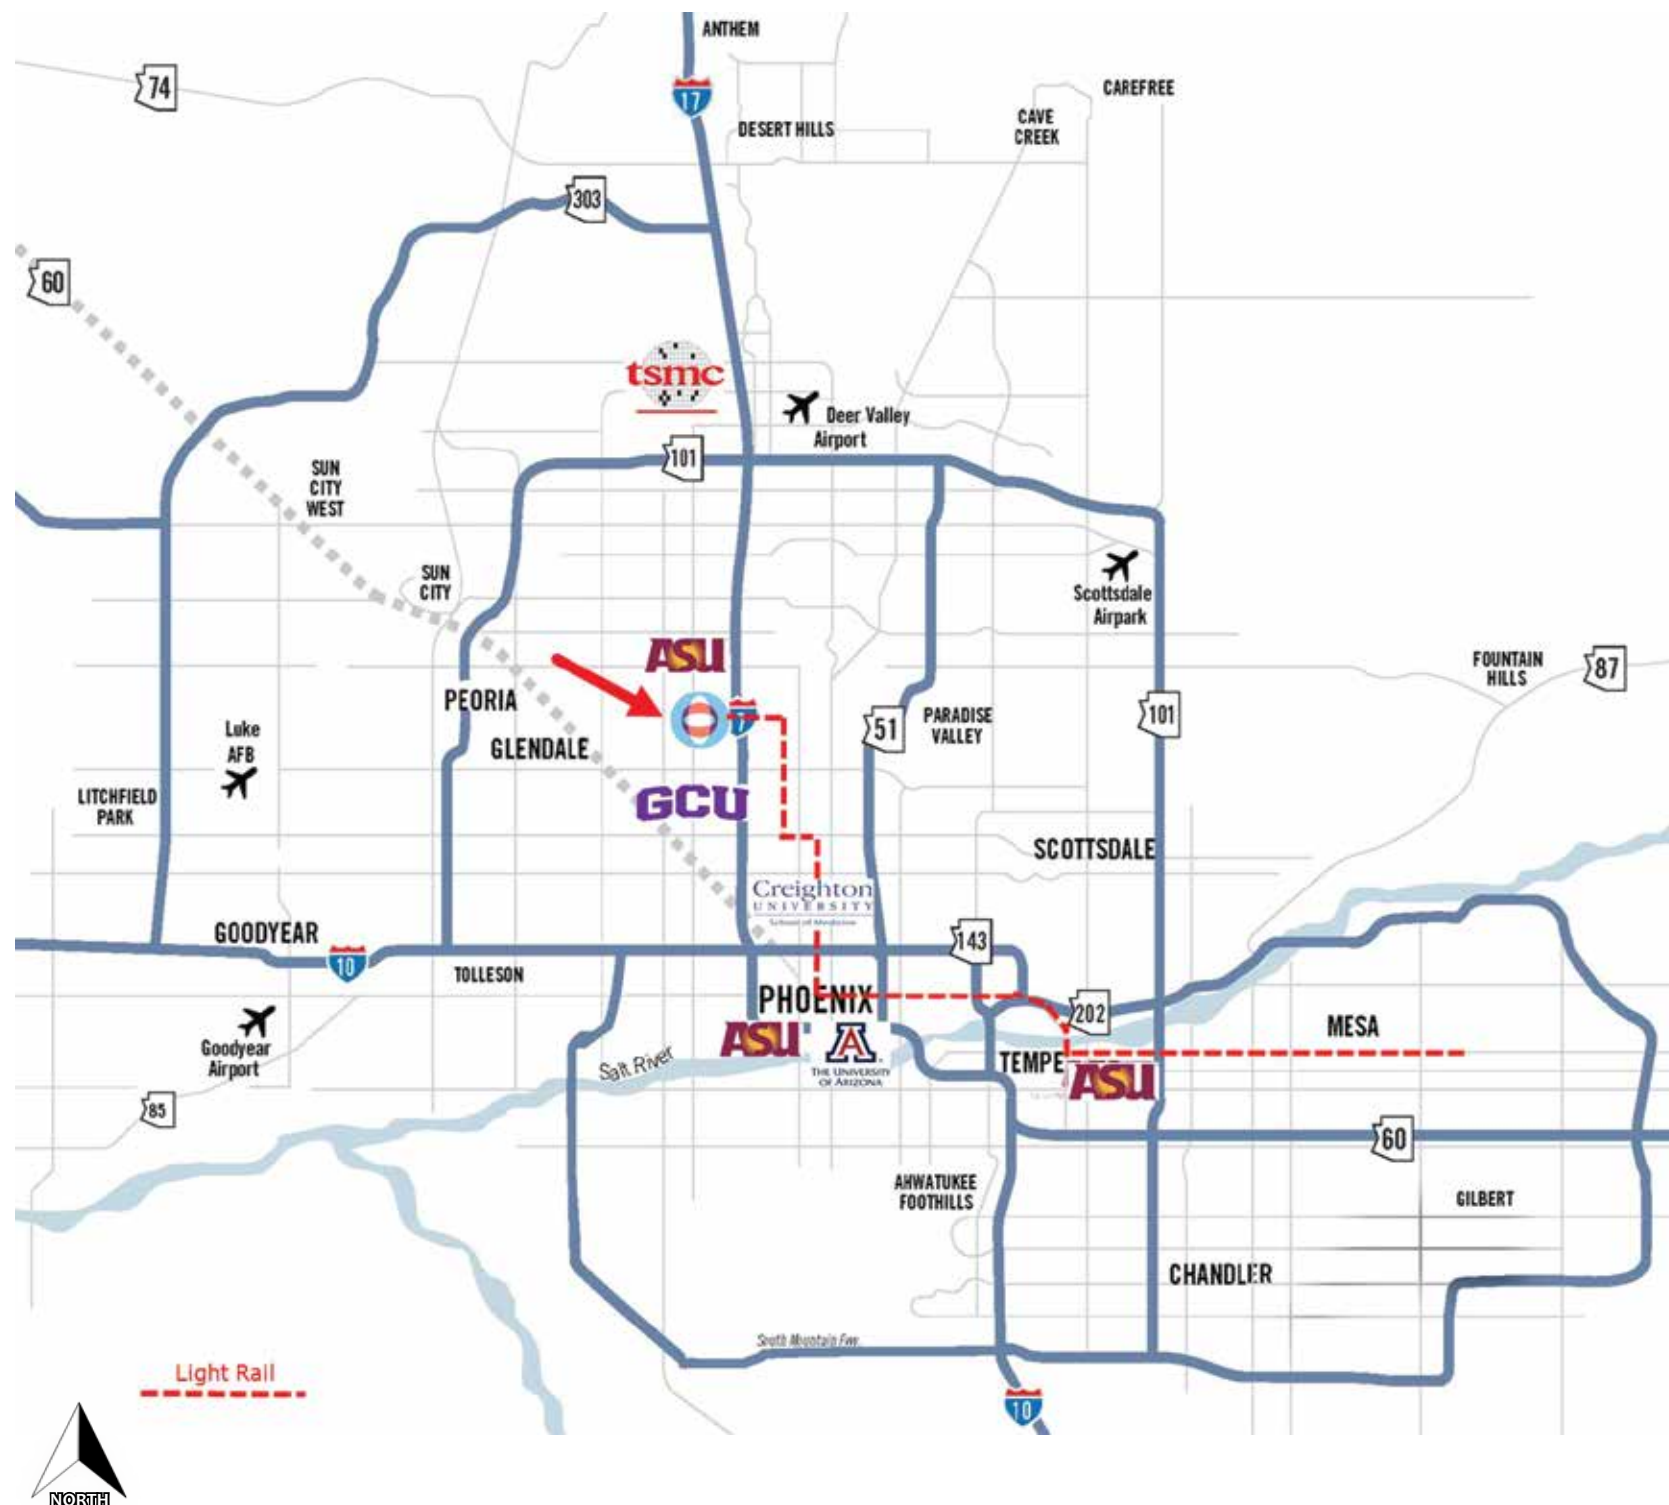 ANTHEM
74
17
CAREFREE
CAVE
CREEK
DESERT HILLS
303
60
tsmc
Deer Valley
Airport
101
SUN
CITY
WEST
SUN
CITY
Scottsdale
Airpark
ASU
FOUNTAIN
HILLS
87
PEORIA
17
51
PARADISE
VALLEY
101
Luke
AFB
GLENDALE
LITCHFIELD
PARK
GCU
SCOTTSDALE
Creighton
UNIVERSITY
School of Medicine
GOODYEAR
143
10
TOLLESON
PHOENIX
202
MESA
Goodyear
Airport
ASU
A
THE UNIVERSITY
OF ARIZONA
Salt River
TEMPE
ASU
85
60
AHWATUKEE
FOOTHILLS
GILBERT
CHANDLER
South Mountain Fwy.
Light Rail
10
NORTH